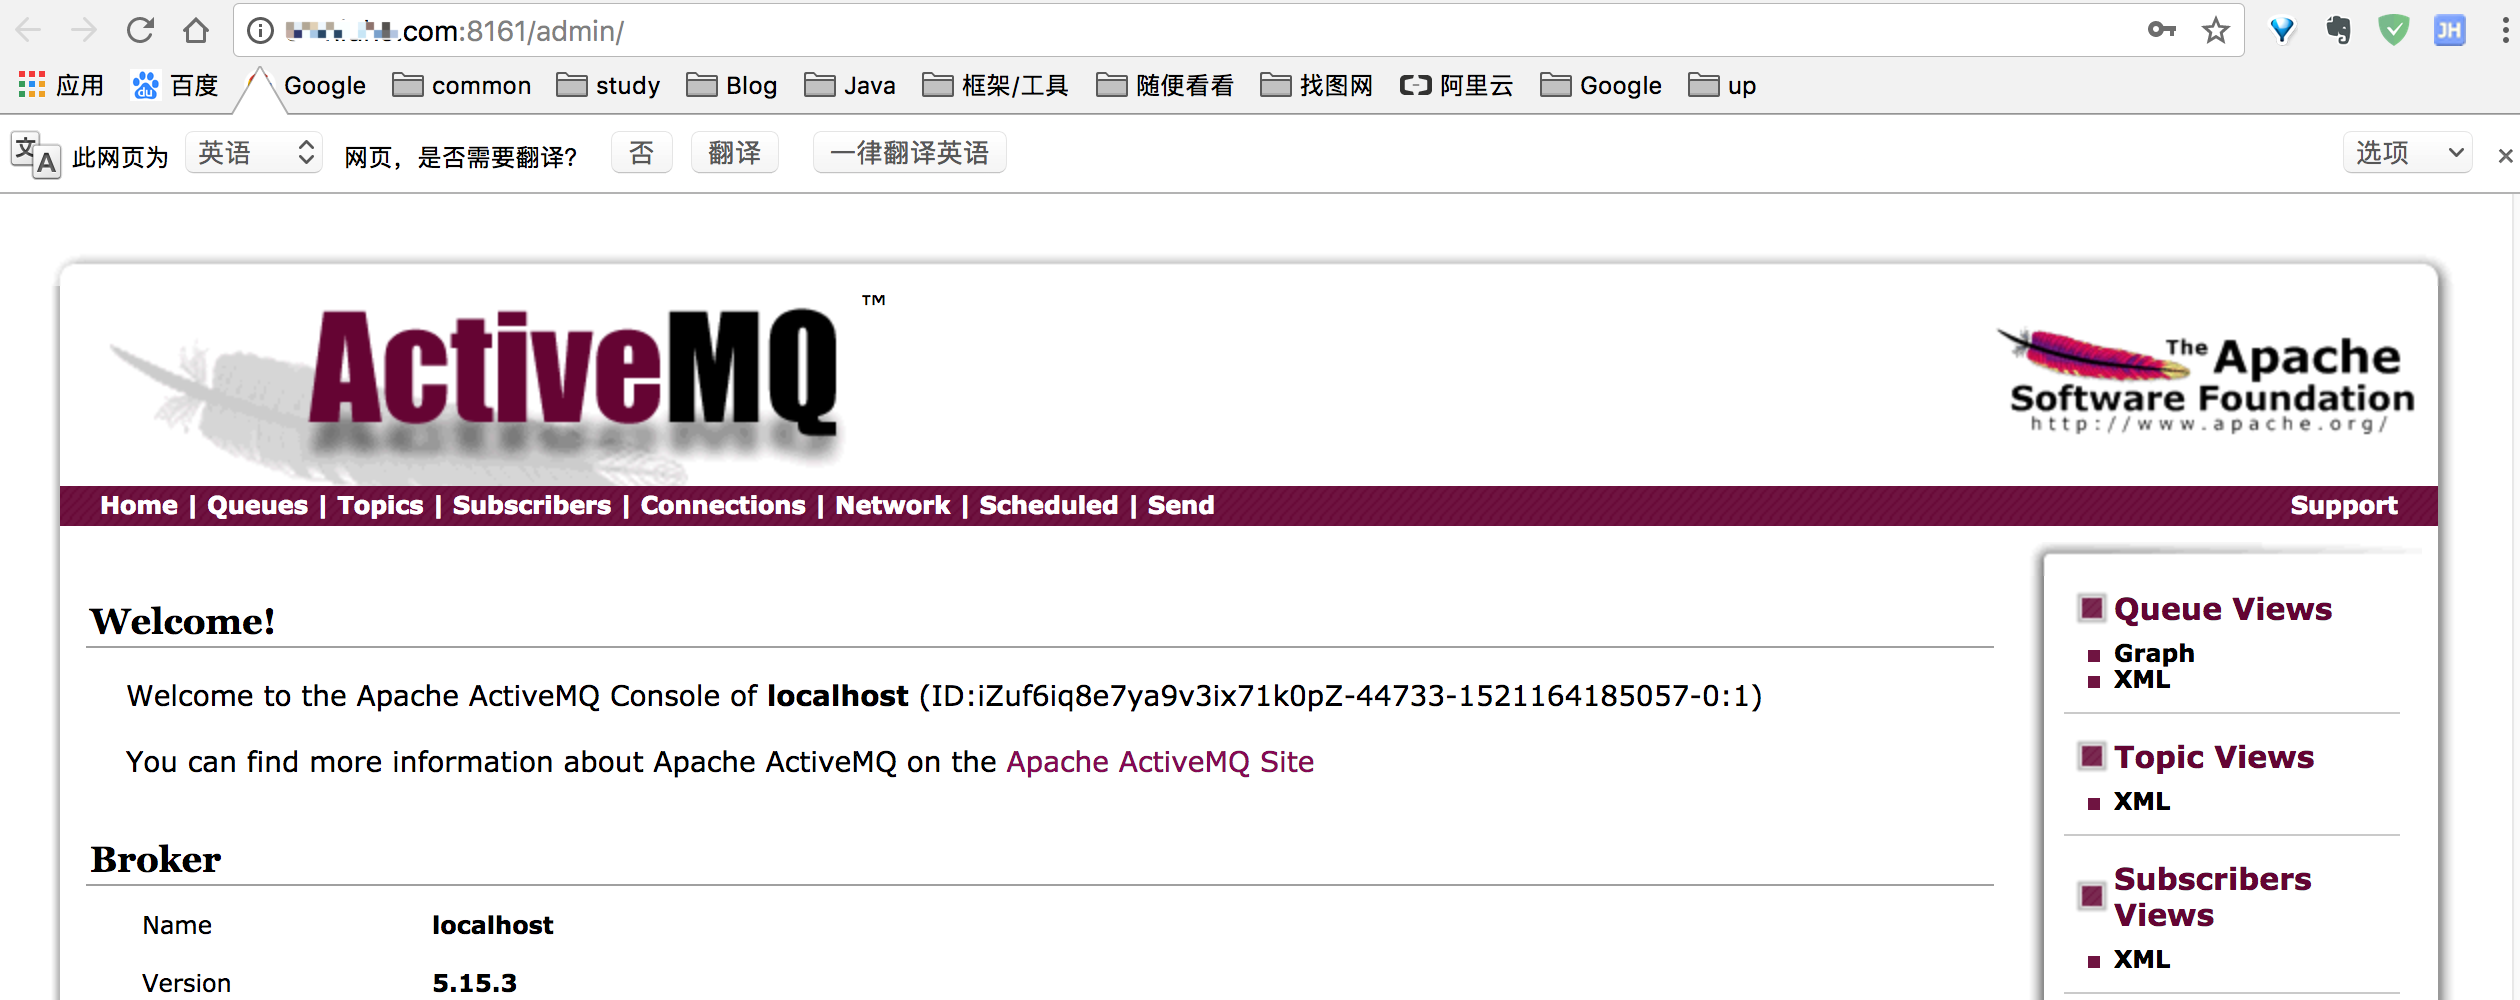 .com:8161/admin/
JH
应用 百度 Google common study Blog Java 框架/工具 随便看看 找图网 阿里云 Google up
此网页为 英语 网页，是否需要翻译? 否 翻译 一律翻译英语 选项
ActiveMQ ™
The Apache
Software Foundation
http://www.apache.org/
Home | Queues | Topics | Subscribers | Connections | Network | Scheduled | Send Support
Welcome!
Welcome to the Apache ActiveMQ Console of localhost (ID:iZuf6iq8e7ya9v3ix71k0pZ-44733-1521164185057-0:1)
You can find more information about Apache ActiveMQ on the Apache ActiveMQ Site
Broker
Name localhost
Version 5.15.3
Queue Views
Graph
XML
Topic Views
XML
Subscribers
Views
XML